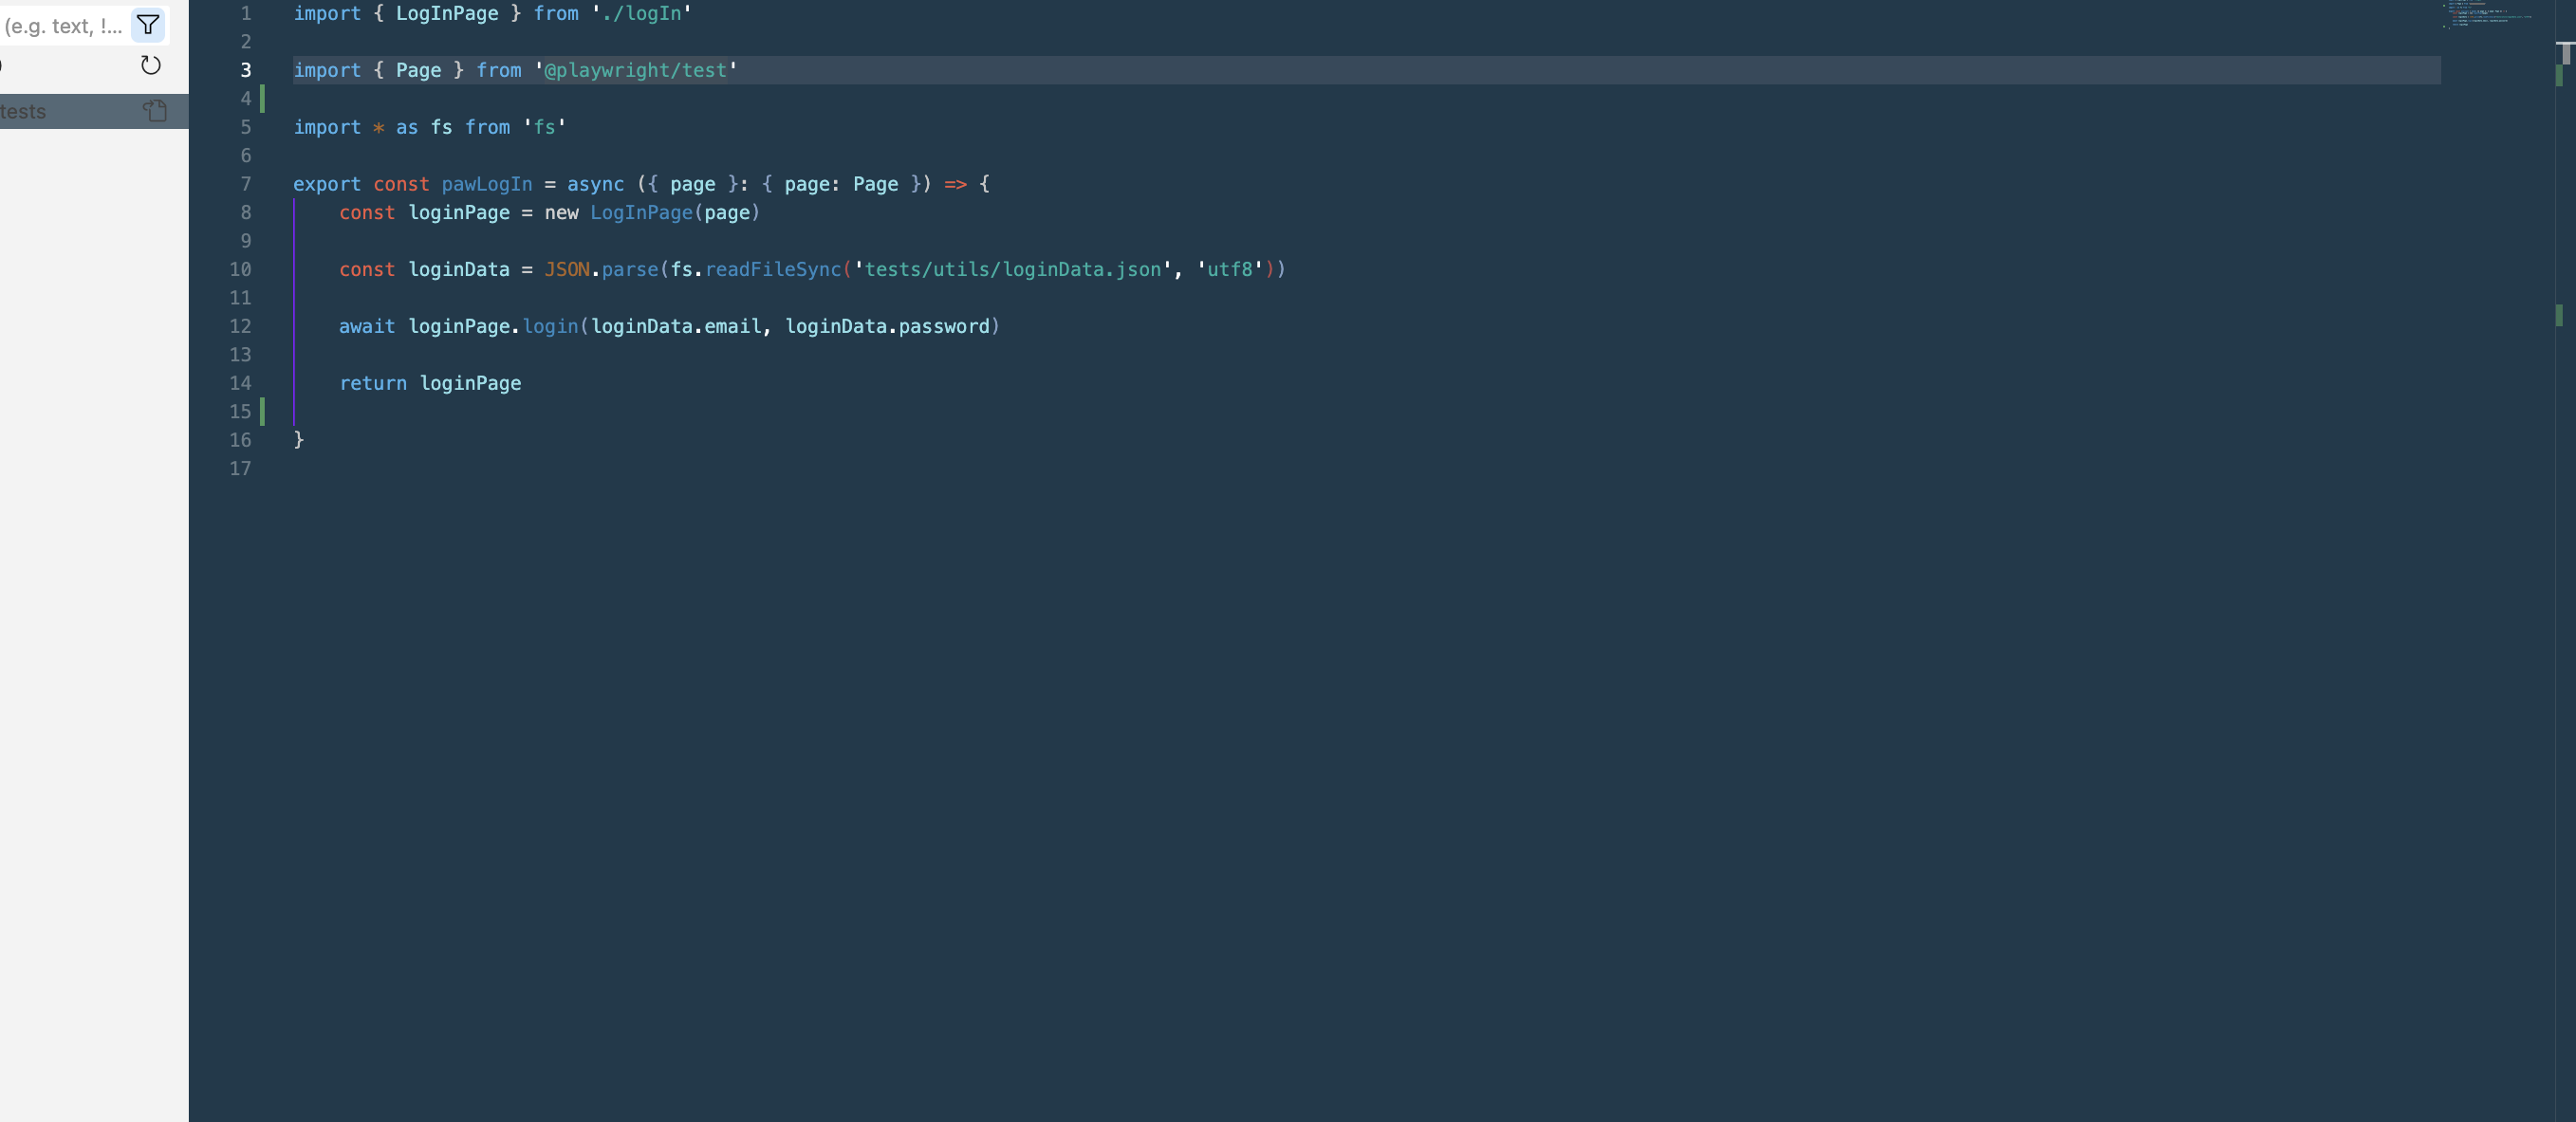 (e.g. text, !...
tests
1 import { LogInPage } from './logIn'
2
3 import { Page } from '@playwright/test'
4
5 import * as fs from 'fs'
6
7 export const pawLogIn = async ({ page }: { page: Page }) => {
8 const loginPage = new LogInPage(page)
9
10 const loginData = JSON.parse(fs.readFileSync('tests/utils/loginData.json', 'utf8'))
11
12 await loginPage.login(loginData.email, loginData.password)
13
14 return loginPage
15
16 }
17